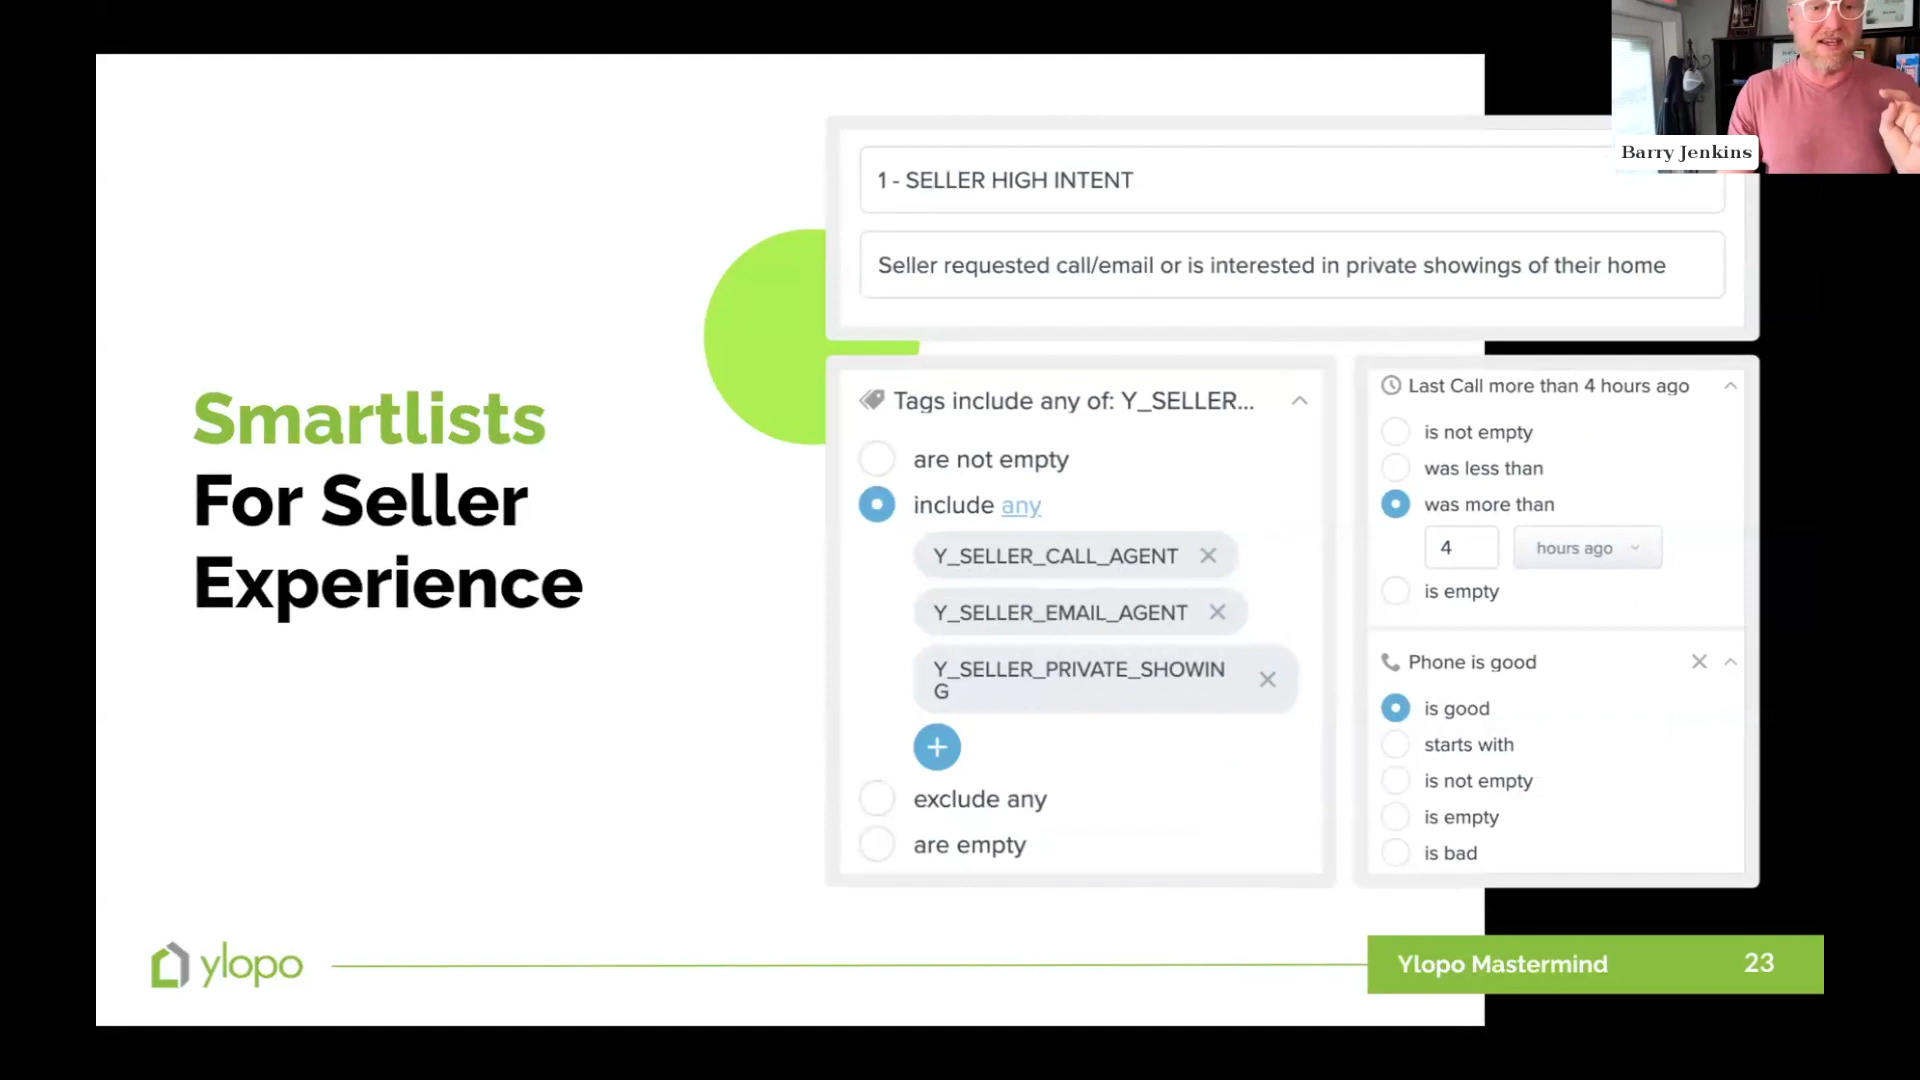 Barry Jenkins
1 - SELLER HIGH INTENT
Seller requested call/email or is interested in private showings of their home
Smartlists
For Seller
Experience
Tags include any of: Y_SELLER...
are not empty
include any
Y_SELLER_CALL_AGENT
Y_SELLER_EMAIL_AGENT
Y_SELLER_PRIVATE_SHOWIN
G
exclude any
are empty
Last Call more than 4 hours ago
is not empty
was less than
was more than
4 hours ago
is empty
Phone is good
is good
starts with
is not empty
is empty
is bad
ylopo
Ylopo Mastermind 23